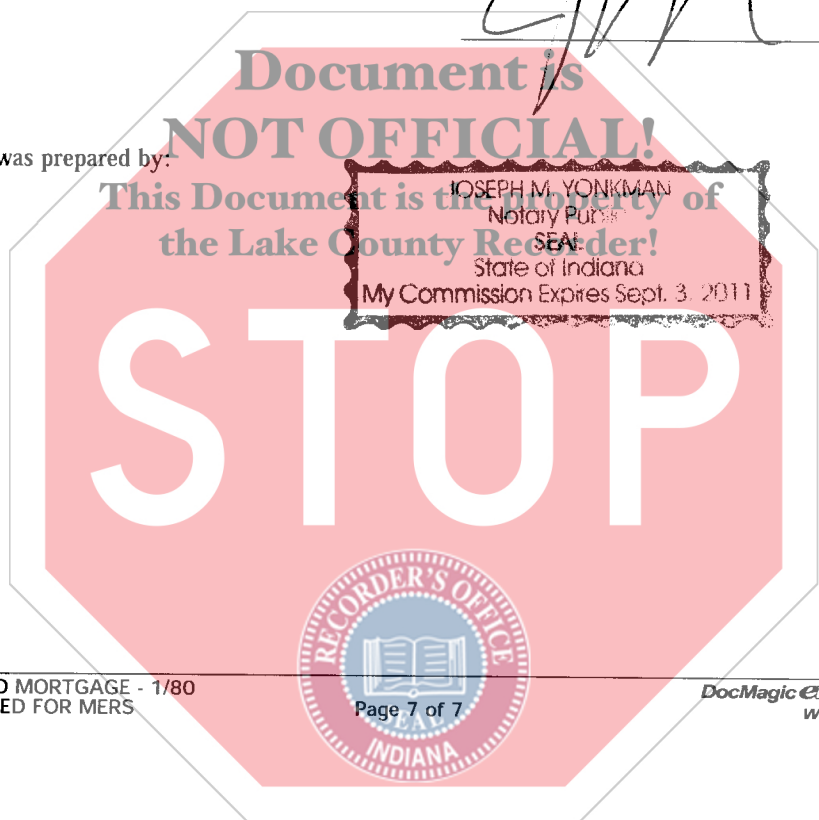 Document is
NOT OFFICIAL!
was prepared by:
This Document is the property of
the Lake County Recorder!
JOSEPH M. YONKMAN
Notary Public
SEAL
State of Indiana
My Commission Expires Sept. 3, 2011
STOP
RECORDER'S OFFICE
SEAL
INDIANA
D MORTGAGE - 1/80
ED FOR MERS
Page 7 of 7
DocMagic